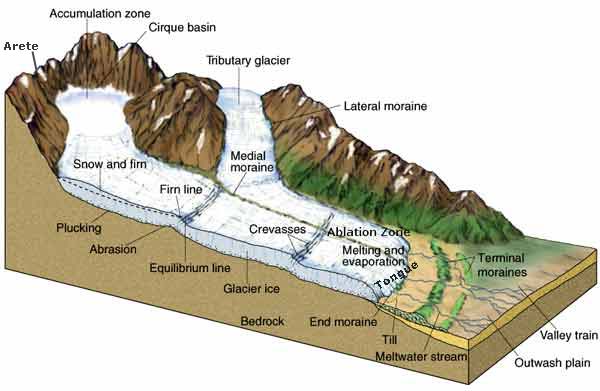 Accumulation zone
Cirque basin
Arete
Tributary glacier
Lateral moraine
Medial
moraine
Snow and firn
Firn line
Plucking
Abrasion
Equilibrium line
Crevasses
Glacier ice
Ablation Zone
Melting and
evaporation
Tongue
Terminal
moraines
Bedrock
End moraine
Till
Meltwater stream
Valley train
Outwash plain